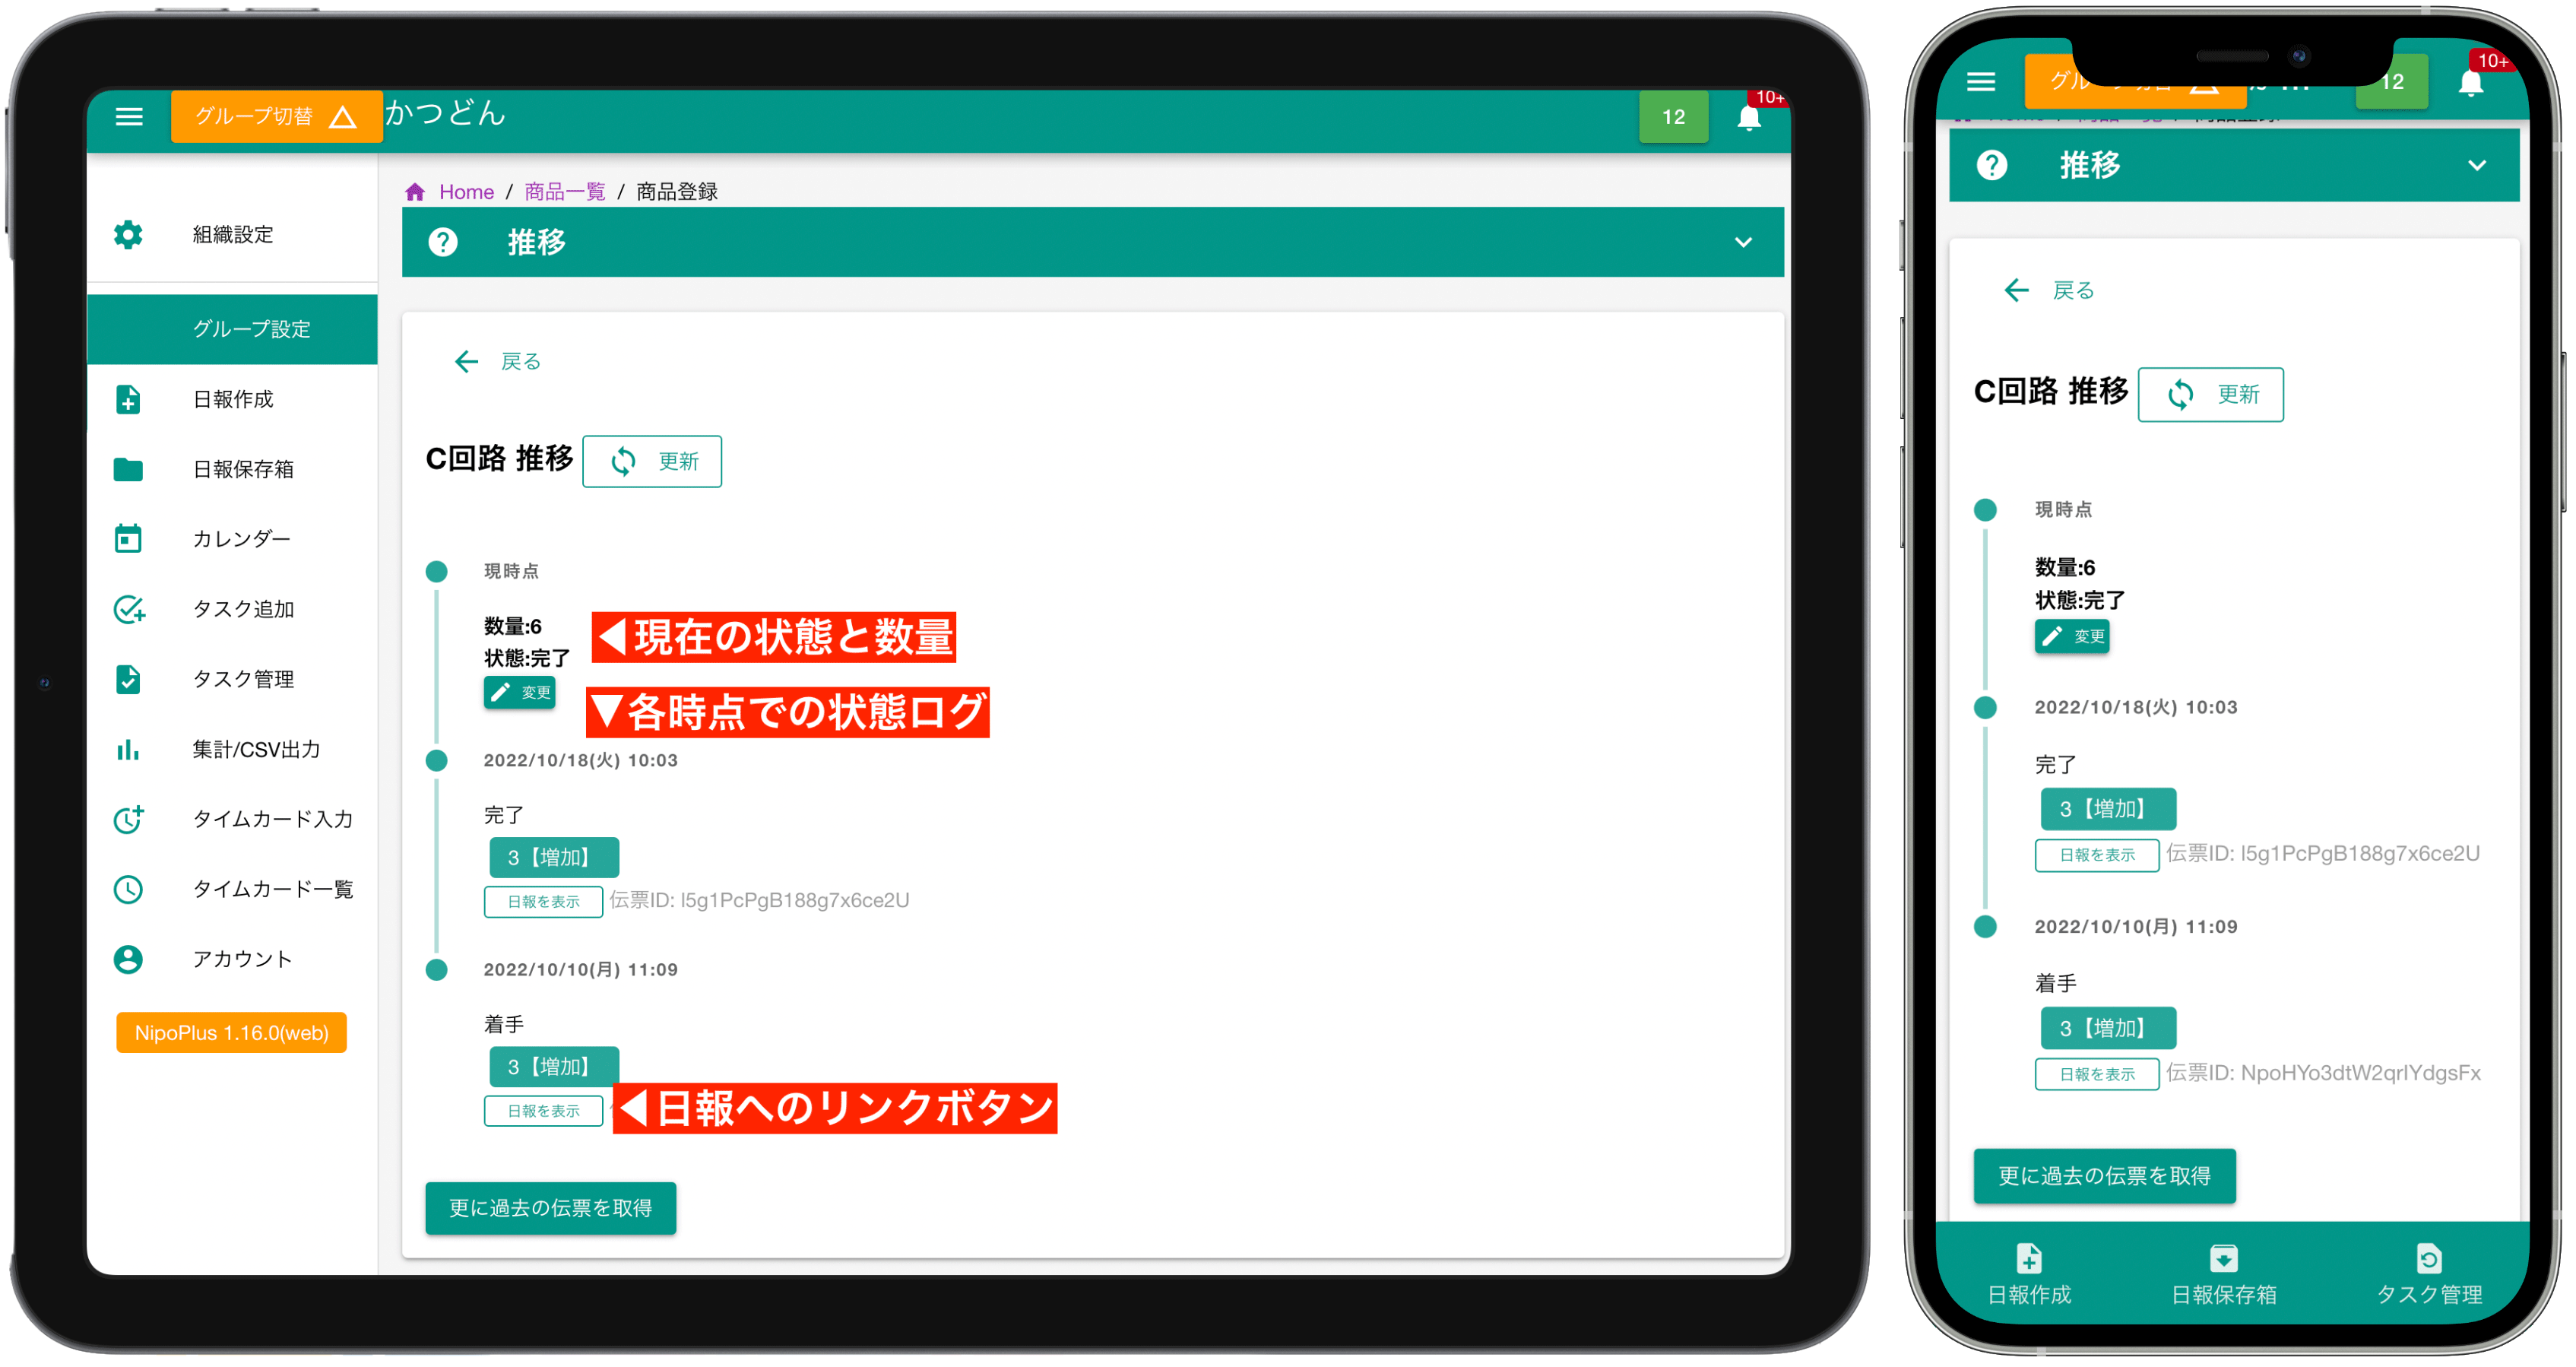 グループ切替
かつどん
12
10+
組織設定
グループ設定
日報作成
日報保存箱
カレンダー
タスク追加
タスク管理
集計/CSV出力
タイムカード入力
タイムカード一覧
アカウント
NipoPlus 1.16.0(web)
Home / 商品一覧 / 商品登録
推移
戻る
C回路 推移
更新
現時点
数量:6
状態:完了
◀現在の状態と数量
変更
▼各時点での状態ログ
2022/10/18(火) 10:03
完了
3【増加】
日報を表示 伝票ID: l5g1PcPgB188g7x6ce2U
2022/10/10(月) 11:09
着手
3【増加】
日報を表示
◀日報へのリンクボタン
更に過去の伝票を取得
12
10+
推移
戻る
C回路 推移
更新
現時点
数量:6
状態:完了
変更
2022/10/18(火) 10:03
完了
3【増加】
日報を表示 伝票ID: l5g1PcPgB188g7x6ce2U
2022/10/10(月) 11:09
着手
3【増加】
日報を表示 伝票ID: NpoHYo3dtW2qrlYdgsFx
更に過去の伝票を取得
日報作成
日報保存箱
タスク管理